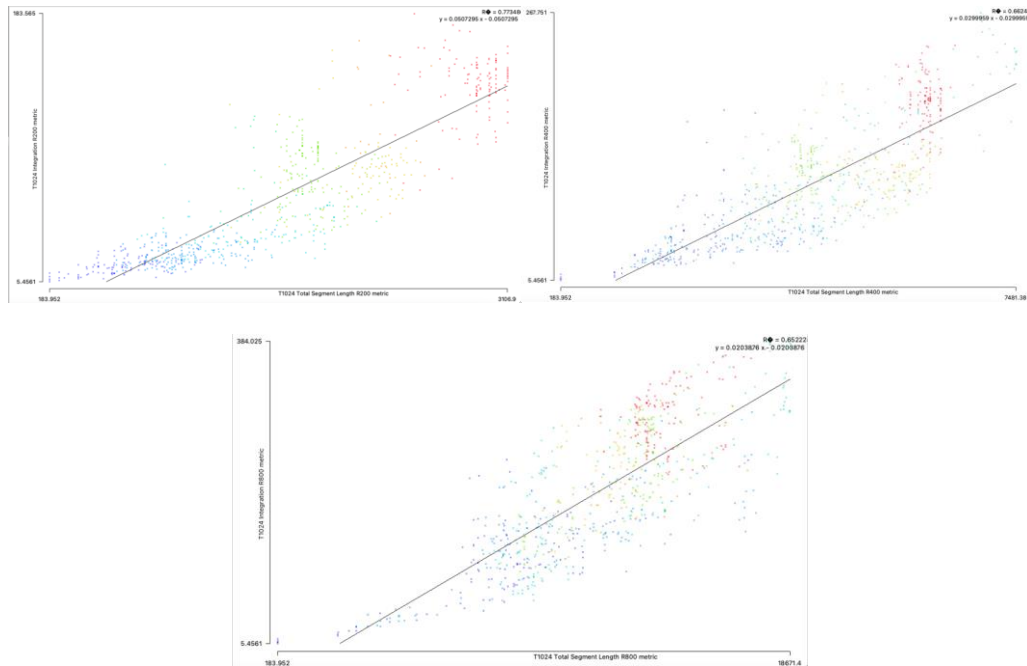 183.565
R� = 0.77349
y = 0.0507295 x - 0.0507295
T1024 Integration R200 metric
5.4561
183.952
T1024 Total Segment Length R200 metric
3106.9
267.751
R� = 0.6624
y = 0.0299959 x - 0.029995
T1024 Integration R400 metric
5.4561
183.952
T1024 Total Segment Length R400 metric
7481.38
384.025
R� = 0.65222
y = 0.0203876 x - 0.0203876
T1024 Integration R800 metric
5.4561
183.952
T1024 Total Segment Length R800 metric
18671.4